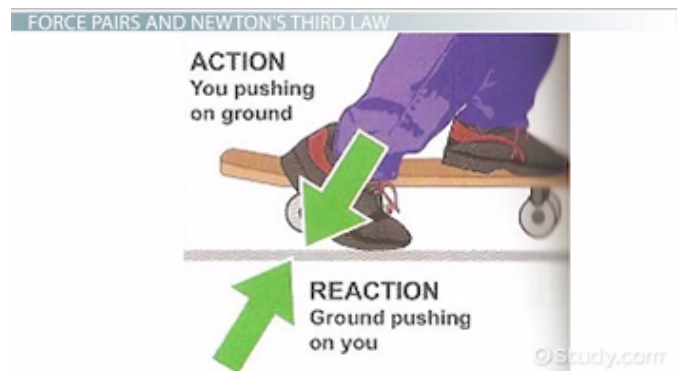 FORCE PAIRS AND NEWTON'S THIRD LAW
ACTION
You pushing
on ground
REACTION
Ground pushing
on you
Study.com